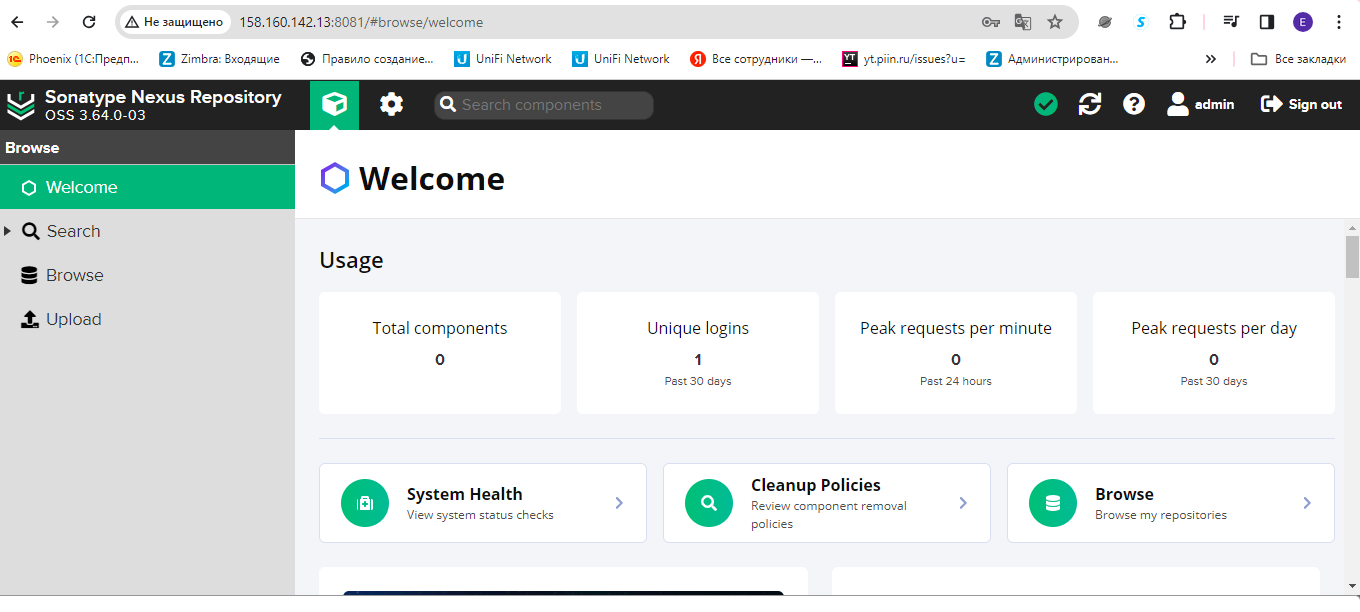 Не защищено 158.160.142.13:8081/#browse/welcome
Phoenix (1С:Предп... Zimbra: Входящие Правило создание... UniFi Network UniFi Network Все сотрудники —... yt.piin.ru/issues?u= Администрирован... » Все закладки
Sonatype Nexus Repository
OSS 3.64.0-03
Search components
admin
Sign out
Browse
Welcome
Search
Browse
Upload
Welcome
Usage
Total components
0
Unique logins
1
Past 30 days
Peak requests per minute
0
Past 24 hours
Peak requests per day
0
Past 30 days
System Health
View system status checks
Cleanup Policies
Review component removal
policies
Browse
Browse my repositories